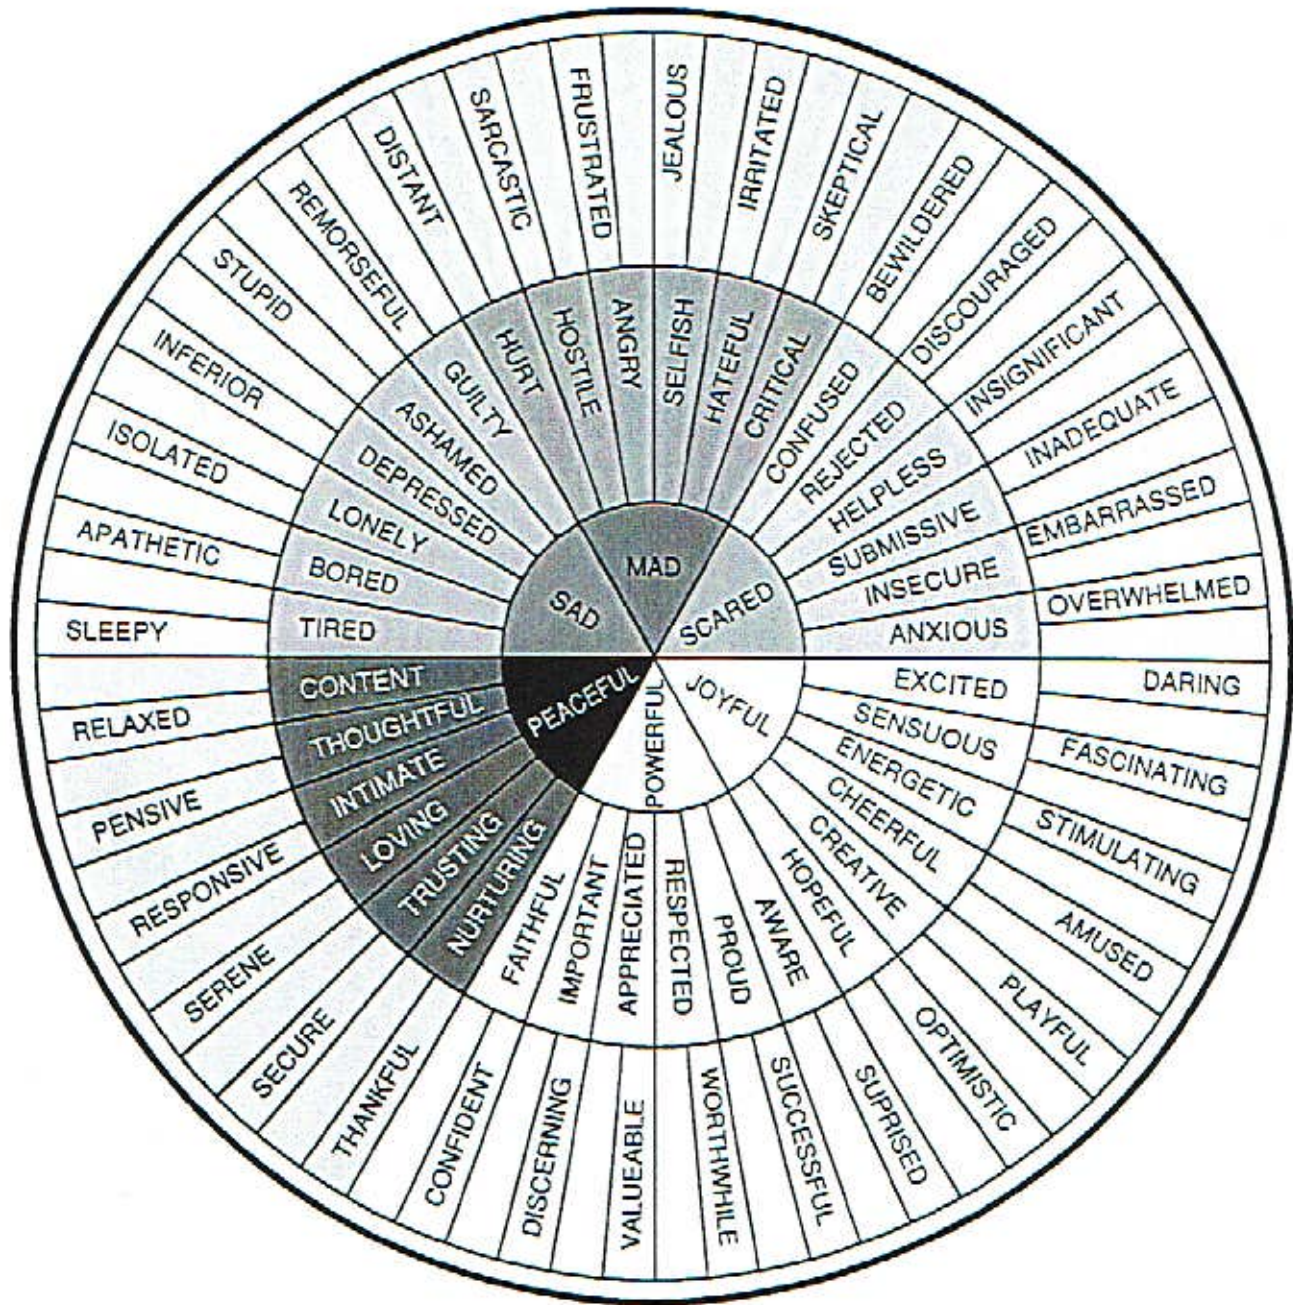 MAD
SCARED
JOYFUL
POWERFUL
PEACEFUL
SAD
HURT
HOSTILE
ANGRY
SELFISH
HATEFUL
CRITICAL
CONFUSED
REJECTED
HELPLESS
SUBMISSIVE
INSECURE
ANXIOUS
EXCITED
SENSUOUS
ENERGETIC
CHEERFUL
CREATIVE
HOPEFUL
AWARE
PROUD
RESPECTED
APPRECIATED
IMPORTANT
FAITHFUL
NURTURING
TRUSTING
LOVING
INTIMATE
THOUGHTFUL
CONTENT
TIRED
BORED
LONELY
DEPRESSED
ASHAMED
GUILTY
DISTANT
SARCASTIC
FRUSTRATED
JEALOUS
IRRITATED
SKEPTICAL
BEWILDERED
DISCOURAGED
INSIGNIFICANT
INADEQUATE
EMBARRASSED
OVERWHELMED
DARING
FASCINATING
STIMULATING
AMUSED
PLAYFUL
OPTIMISTIC
SUPRISED
SUCCESSFUL
WORTHWHILE
VALUEABLE
DISCERNING
CONFIDENT
THANKFUL
SECURE
SERENE
RESPONSIVE
PENSIVE
RELAXED
SLEEPY
APATHETIC
ISOLATED
INFERIOR
STUPID
REMORSEFUL